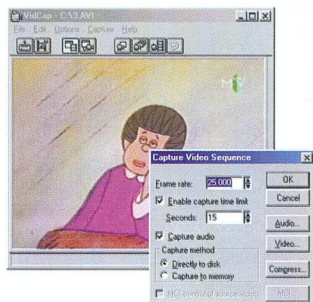 VidCap - C:\1.AVI
File Edit Options Capture Help
Capture Video Sequence
Frame rate: 25.000
OK
Enable capture time limit
Cancel
Seconds: 15
Capture audio
Audio...
Capture method
Video...
Directly to disk
Capture to memory
Compress...
MCI control of source video
MCI...